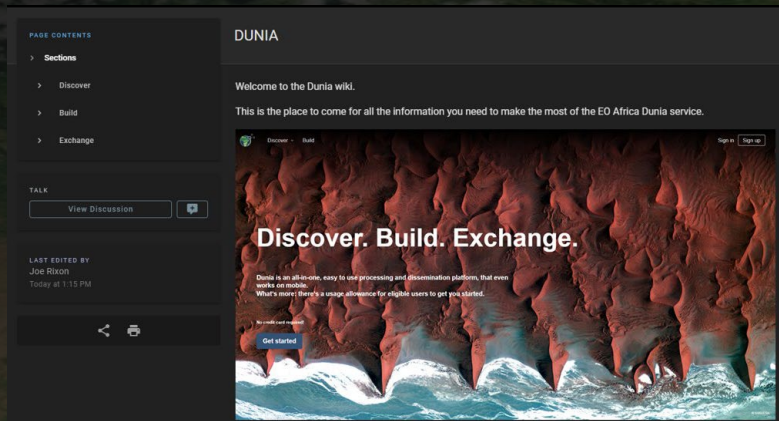 PAGE CONTENTS
Sections
Discover
Build
Exchange
TALK
View Discussion
LAST EDITED BY
Joe Rixon
Today at 1:15 PM
DUNIA
Welcome to the Dunia wiki.
This is the place to come for all the information you need to make the most of the EO Africa Dunia service.
Discover Build
Sign in Sign up
Discover. Build. Exchange.
Dunia is an all-in-one, easy to use processing and dissemination platform, that even
works on mobile.
What's more; there's a usage allowance for eligible users to get you started.
No credit card required!
Get started